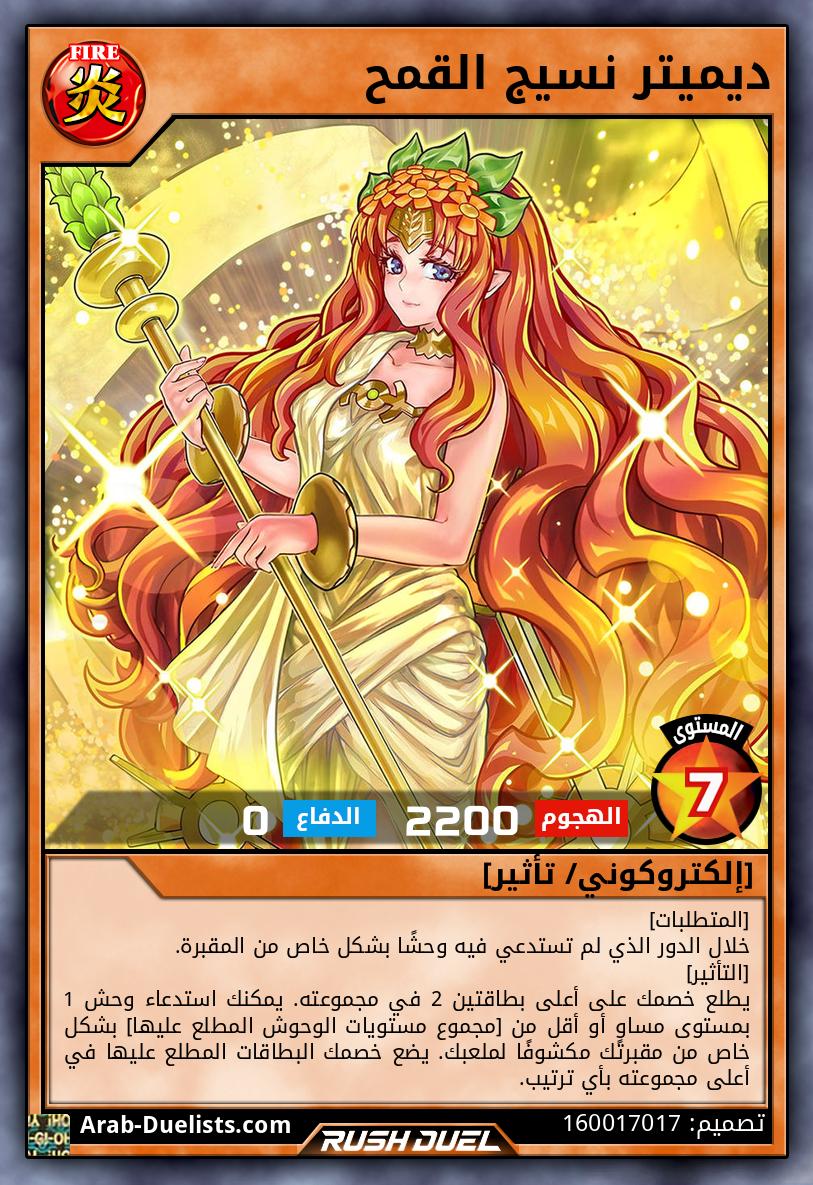 FIRE
炎
ديميتر نسيج القمح
المستوى
7
الهجوم 2200 الدفاع 0
[إلكتروكوني/ تأثير]
[المتطلبات]
خلال الدور الذي لم تستدعي فيه وحشًا بشكل خاص من المقبرة.
[التأثير]
يطلع خصمك على أعلى بطاقتين 2 في مجموعته. يمكنك استدعاء وحش 1
بمستوى مساوٍ أو أقل من [مجموع مستويات الوحوش المطلع عليها] بشكل
خاص من مقبرتك مكشوفًا لملعبك. يضع خصمك البطاقات المطلع عليها في
أعلى مجموعته بأي ترتيب.
تصميم: 160017017
Arab-Duelists.com
RUSH DUEL